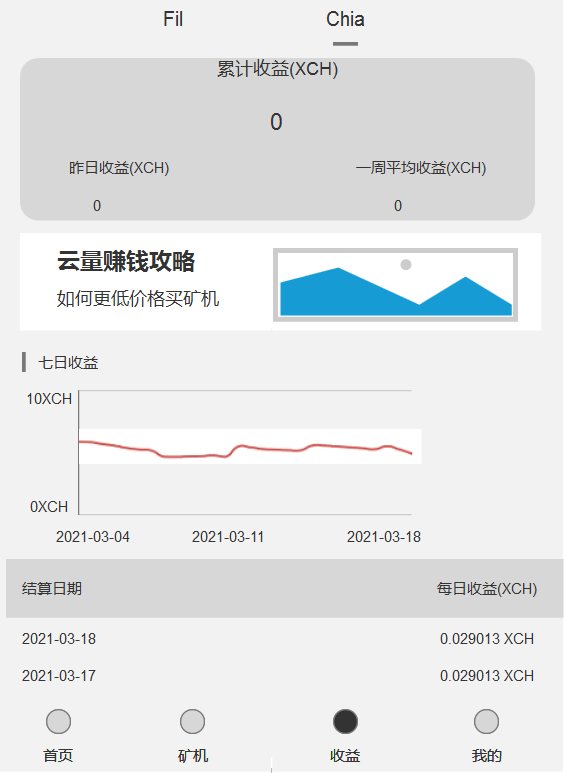 Fil Chia
累计收益(XCH)
0
昨日收益(XCH) 一周平均收益(XCH)
0 0
云量赚钱攻略
如何更低价格买矿机
七日收益
10XCH
0XCH
2021-03-04 2021-03-11 2021-03-18
结算日期 每日收益(XCH)
2021-03-18 0.029013 XCH
2021-03-17 0.029013 XCH
首页 矿机 收益 我的